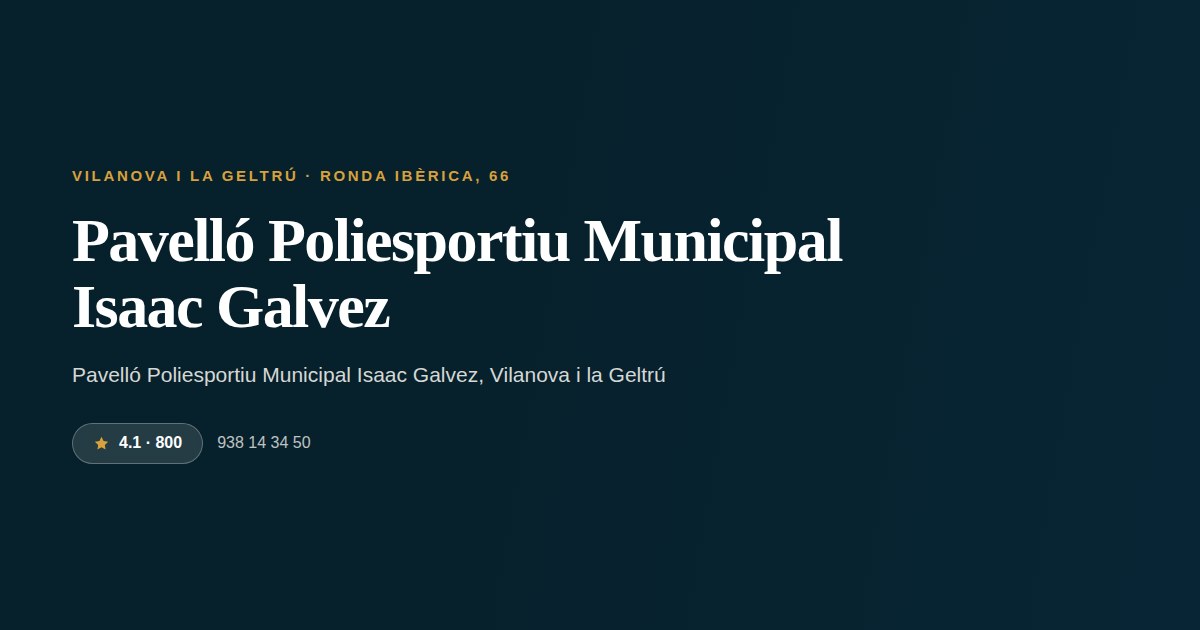 VILANOVA I LA GELTRÚ · RONDA IBÈRICA, 66
Pavelló Poliesportiu Municipal
Isaac Galvez
Pavelló Poliesportiu Municipal Isaac Galvez, Vilanova i la Geltrú
4.1 · 800
938 14 34 50